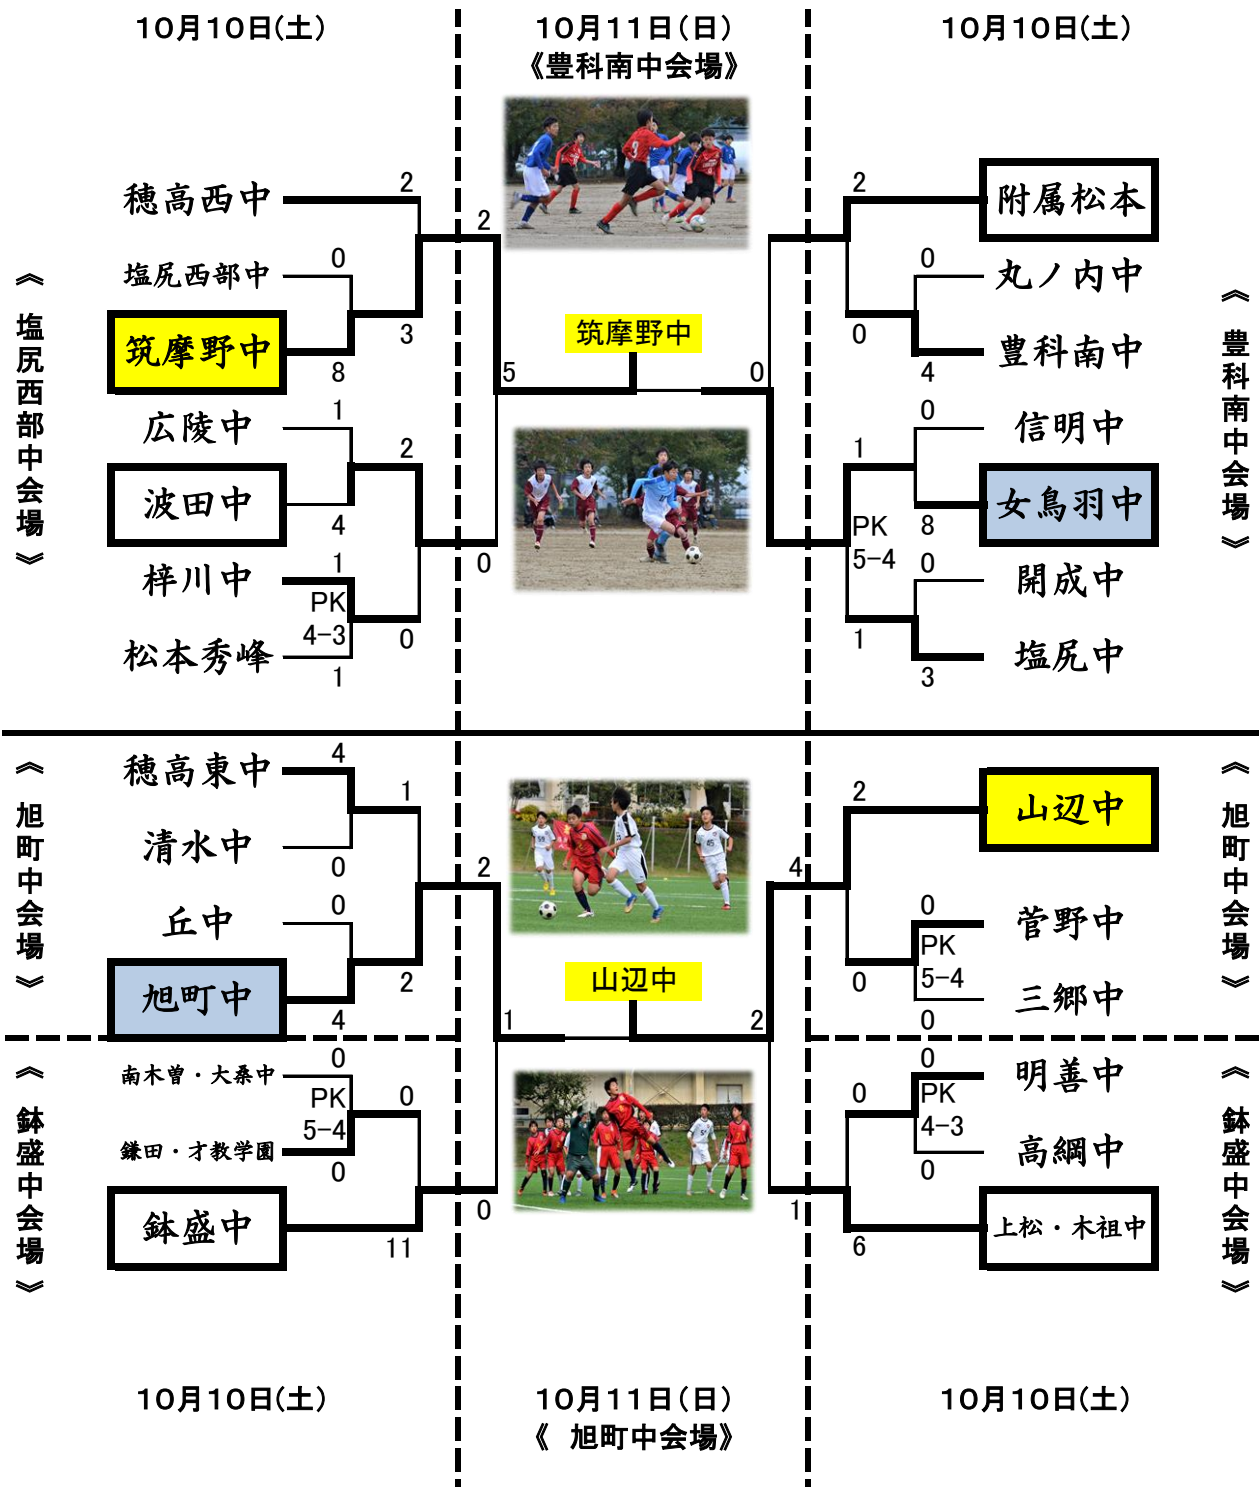 10月10日(土)
10月11日(日)
《豊科南中会場》
10月10日(土)
《 塩尻西部中会場 》
穂高西中
2
塩尻西部中
0
筑摩野中
8
3
広陵中
1
波田中
4
2
梓川中
1
PK
4-3
松本秀峰
1
0
2
0
5
筑摩野中
0
2
附属松本
0
丸ノ内中
0
豊科南中
4
0
信明中
1
女鳥羽中
8
PK
5-4
0
開成中
1
塩尻中
3
《 豊科南中会場 》
《 旭町中会場 》
穂高東中
4
1
清水中
0
丘中
0
旭町中
4
2
《 鉢盛中会場 》
南木曽・大桑中
0
PK
5-4
0
鎌田・才教学園
0
鉢盛中
11
2
0
1
山辺中
2
4
1
2
山辺中
0
菅野中
PK
5-4
0
三郷中
0
《 旭町中会場 》
0
明善中
0
PK
4-3
高綱中
0
上松・木祖中
6
《 鉢盛中会場 》
10月10日(土)
10月11日(日)
《 旭町中会場》
10月10日(土)